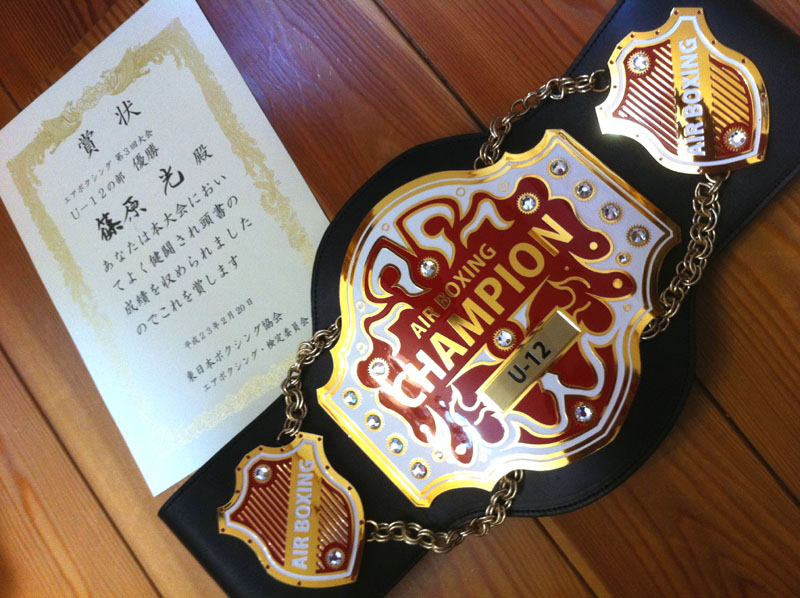 賞状
エアボクシング 第3回大会
U-12の部 優勝
篠原 光 殿
あなたは本大会におい
てよく健闘され頭書の
成績を収められました
のでこれを賞します
平成23年2月20日
東日本ボクシング協会
エアボクシング・検定委員会
AIR BOXING
AIR BOXING
CHAMPION
U-12
AIR BOXING